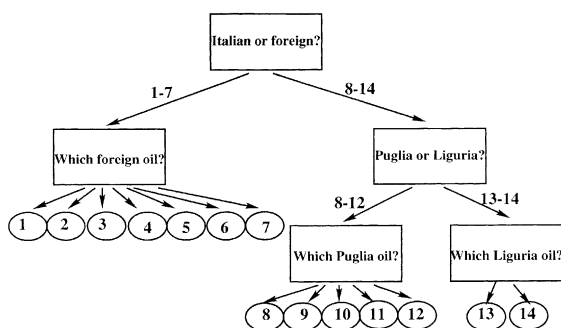 Italian or foreign?
1-7
8-14
Which foreign oil?
Puglia or Liguria?
8-12
13-14
1 2 3 4 5 6 7
Which Puglia oil?
Which Liguria oil?
8 9 10 11 12
13 14